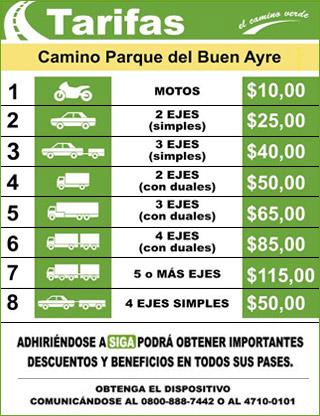 Tarifas
el camino verde
Camino Parque del Buen Ayre
1 MOTOS $10,00
2 2 EJES (simples) $25,00
3 3 EJES (simples) $40,00
4 2 EJES (con duales) $50,00
5 3 EJES (con duales) $65,00
6 4 EJES (con duales) $85,00
7 5 o MÁS EJES $115,00
8 4 EJES SIMPLES $50,00
ADHIRIÉNDOSE A SIGA PODRÁ OBTENER IMPORTANTES
DESCUENTOS Y BENEFICIOS EN TODOS SUS PASES.
OBTENGA EL DISPOSITIVO
COMUNICÁNDOSE AL 0800-888-7442 O AL 4710-0101